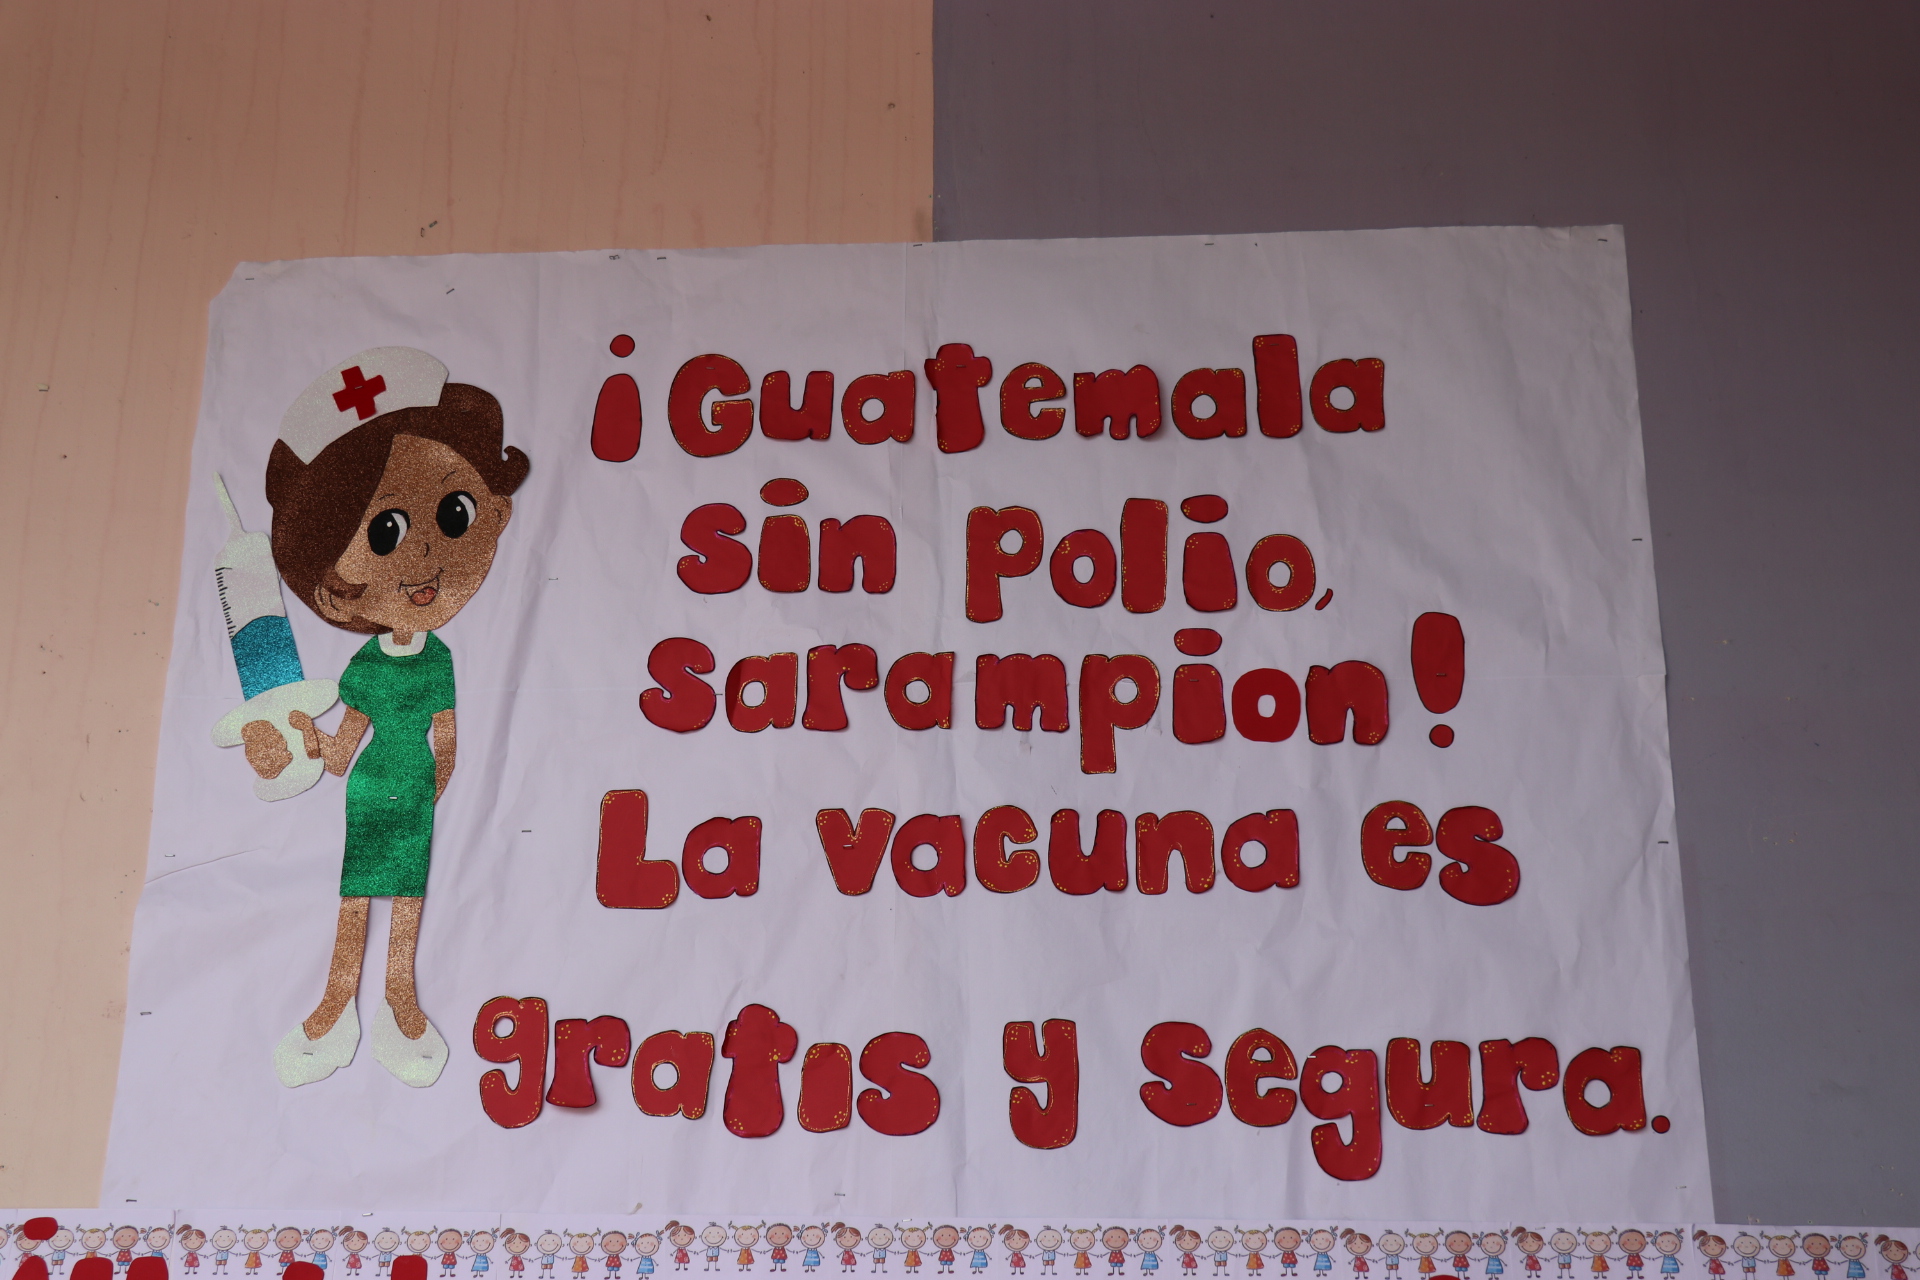 ¡Guatemala
sin polio,
sarampion!
La vacuna es
gratis y segura.